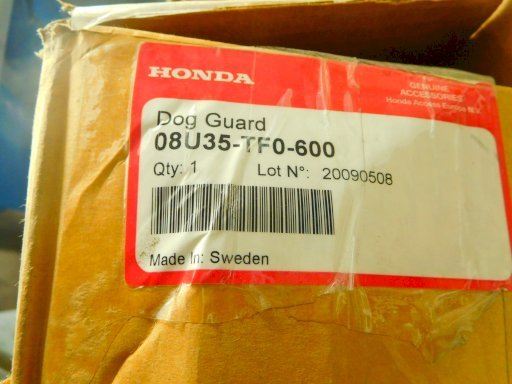 HONDA
GENUINE
ACCESSORIES
Honda Access Europe N.V.
Dog Guard
08U35-TF0-600
Qty: 1 Lot N°: 20090508
Made In: Sweden